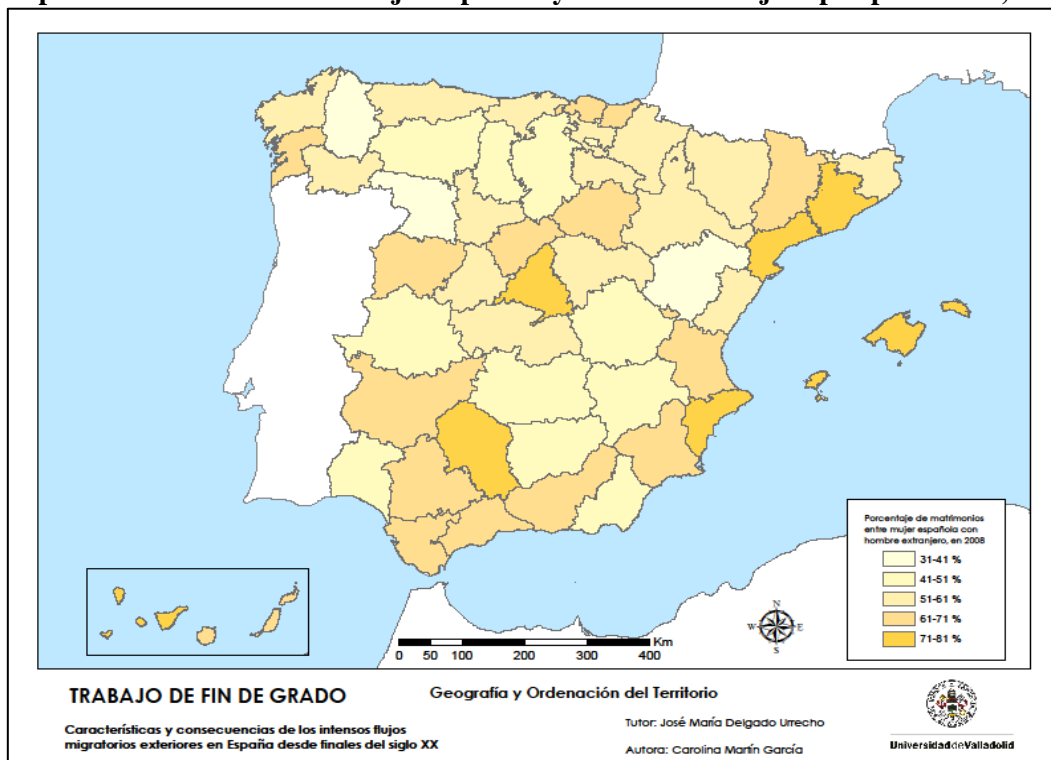 Porcentaje de matrimonios
entre mujer española con
hombre extranjero, en 2008
31-41 %
41-51 %
51-61 %
61-71 %
71-81 %
N
W E
S
Km
0 50 100 200 300 400
TRABAJO DE FIN DE GRADO
Geografía y Ordenación del Territorio
Características y consecuencias de los intensos flujos
migratorios exteriores en España desde finales del siglo XX
Tutor: José María Delgado Urrecho
Autora: Carolina Martín García
Universidad de Valladolid